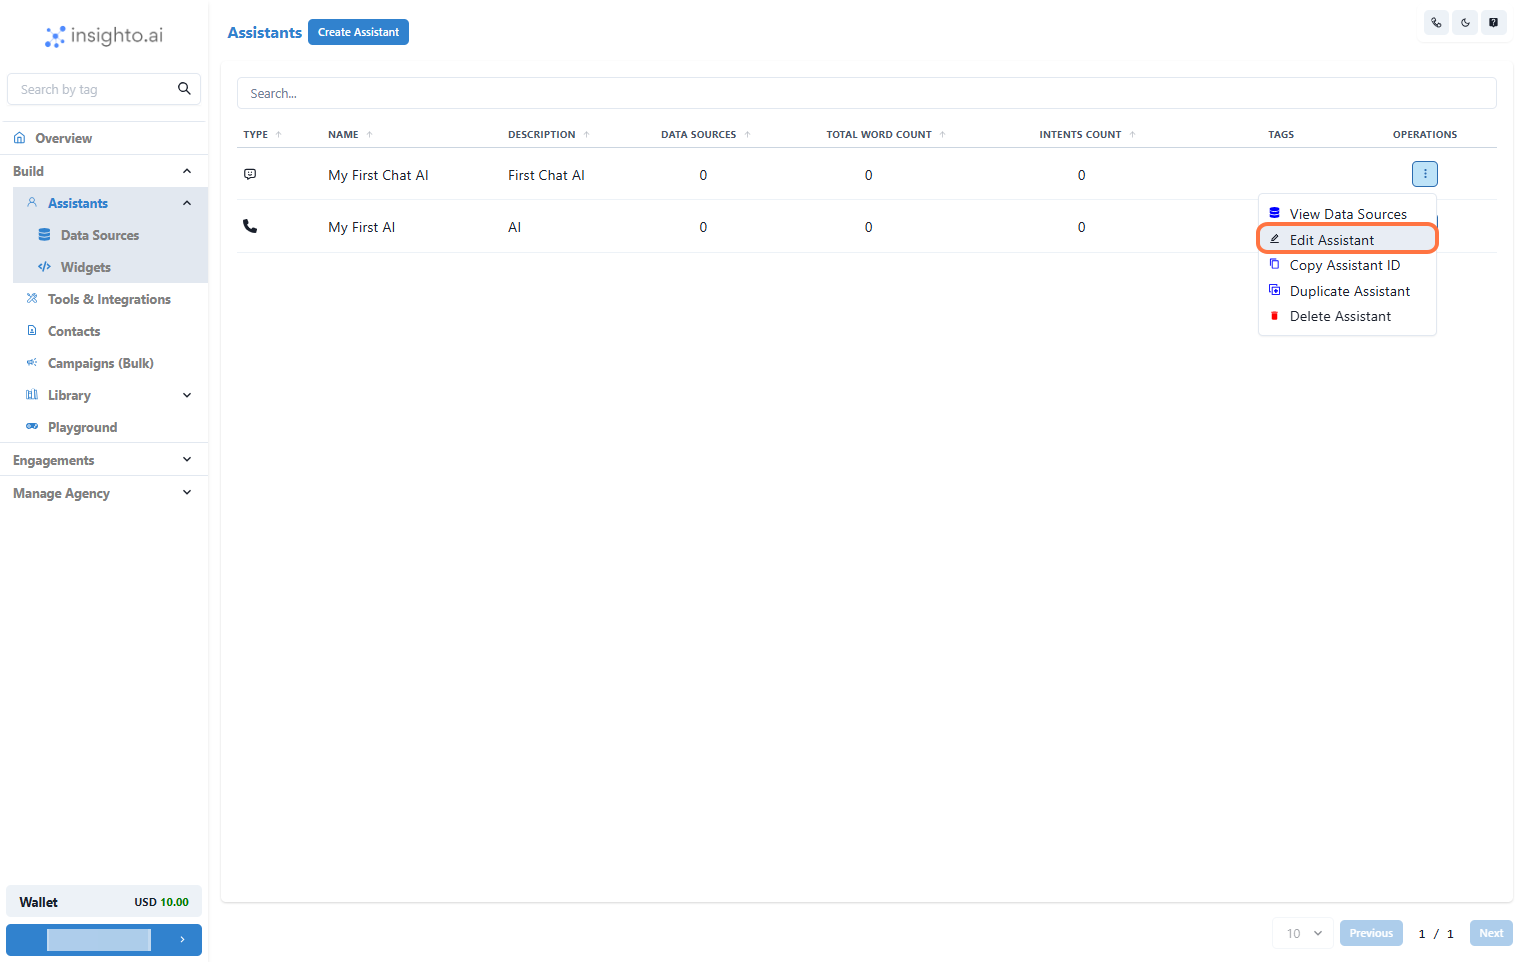 insighto.ai
Search by tag
Overview
Build
Assistants
Data Sources
Widgets
Tools & Integrations
Contacts
Campaigns (Bulk)
Library
Playground
Engagements
Manage Agency
Wallet USD 10.00
Assistants Create Assistant
Search...
TYPE NAME DESCRIPTION DATA SOURCES TOTAL WORD COUNT INTENTS COUNT TAGS OPERATIONS
My First Chat AI First Chat AI 0 0 0
My First AI AI 0 0 0
View Data Sources
Edit Assistant
Copy Assistant ID
Duplicate Assistant
Delete Assistant
10 Previous 1 / 1 Next